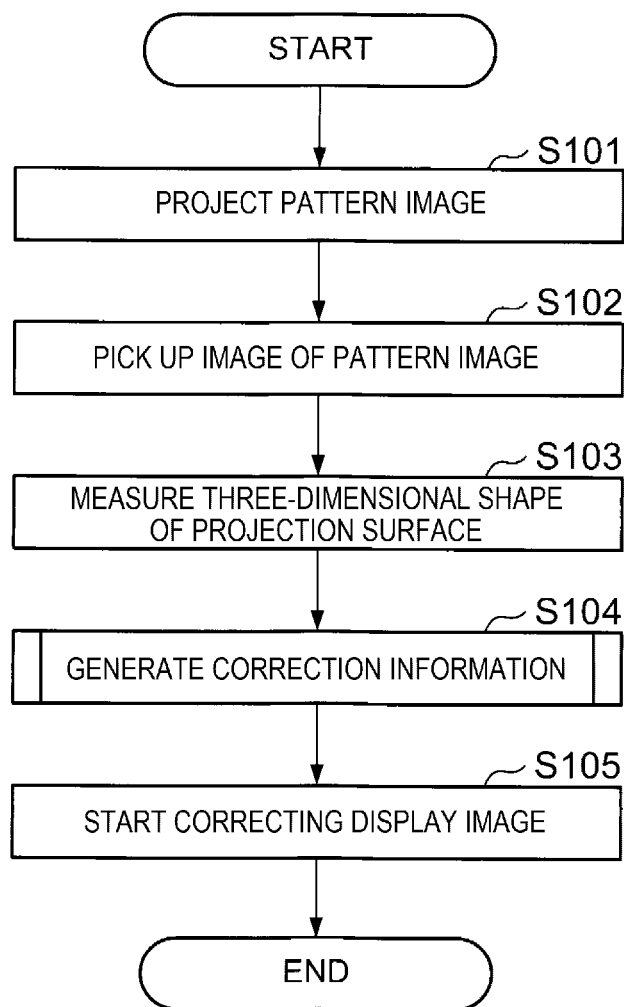 START
S101
PROJECT PATTERN IMAGE
S102
PICK UP IMAGE OF PATTERN IMAGE
S103
MEASURE THREE-DIMENSIONAL SHAPE
OF PROJECTION SURFACE
S104
GENERATE CORRECTION INFORMATION
S105
START CORRECTING DISPLAY IMAGE
END